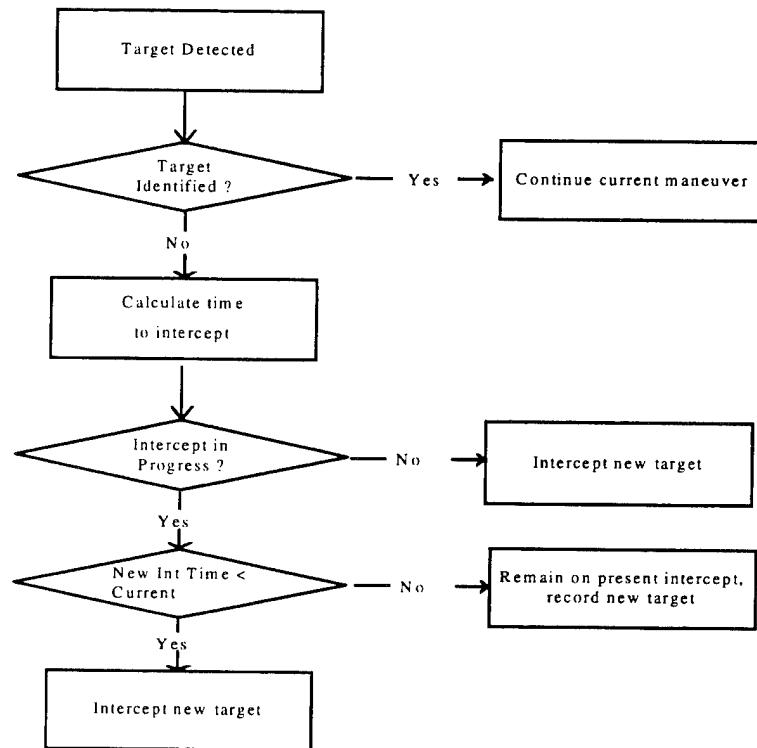 Target Detected
Target
Identified ?
Yes
Continue current maneuver
No
Calculate time
to intercept
Intercept in
Progress ?
No
Intercept new target
Yes
New Int Time <
Current
No
Remain on present intercept,
record new target
Yes
Intercept new target